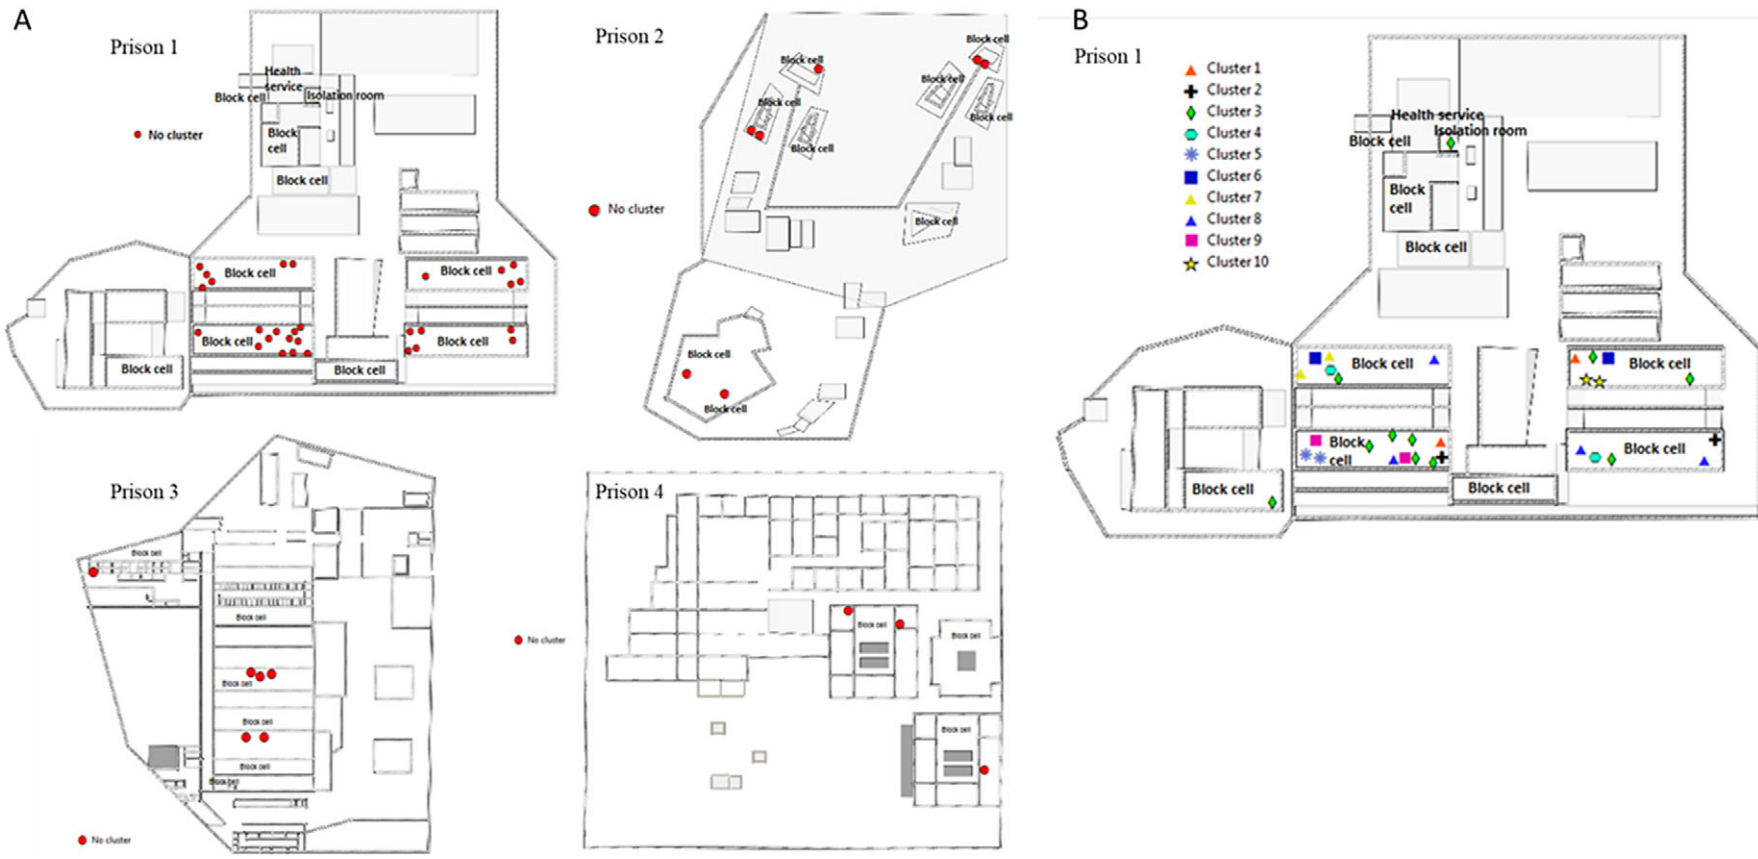 A
Prison 1
Health
service
Block cell
Isolation room
No cluster
Block
cell
Block cell
Block cell
Block cell
Block cell
Block cell
Block cell
Block cell
Prison 2
Block cell
Block cell
Block cell
Block cell
Block cell
Block cell
No cluster
Block cell
Block cell
Block cell
Prison 3
Block cell
Block cell
Block cell
Block cell
Block cell
Block cell
No cluster
Prison 4
No cluster
Block cell
Block cell
Block cell
B
Prison 1
Cluster 1
Cluster 2
Cluster 3
Cluster 4
Cluster 5
Cluster 6
Cluster 7
Cluster 8
Cluster 9
Cluster 10
Health service
Isolation room
Block cell
Block
cell
Block cell
Block cell
Block cell
Block
cell
Block cell
Block cell
Block cell